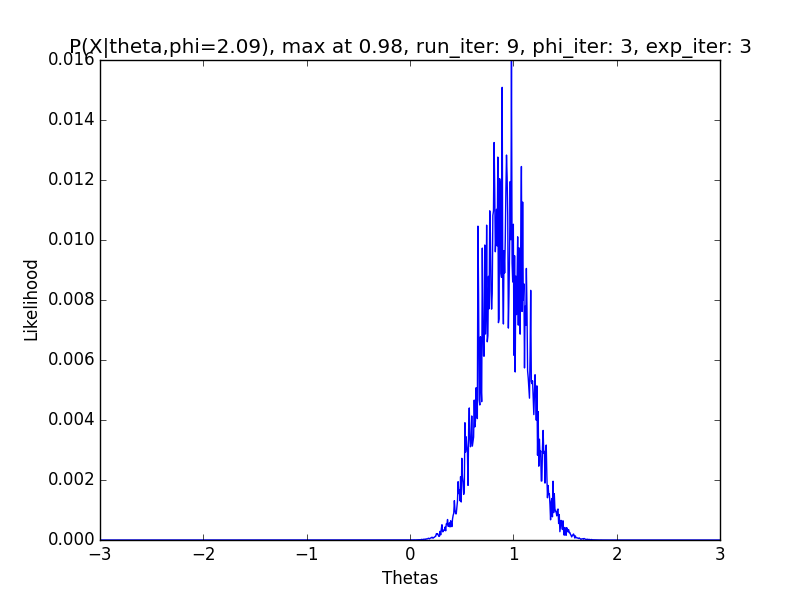 P(X|theta,phi=2.09), max at 0.98, run_iter: 9, phi_iter: 3, exp_iter: 3
0.016
0.014
0.012
0.010
0.008
0.006
0.004
0.002
0.000
Likelihood
−3 −2 −1 0 1 2 3
Thetas